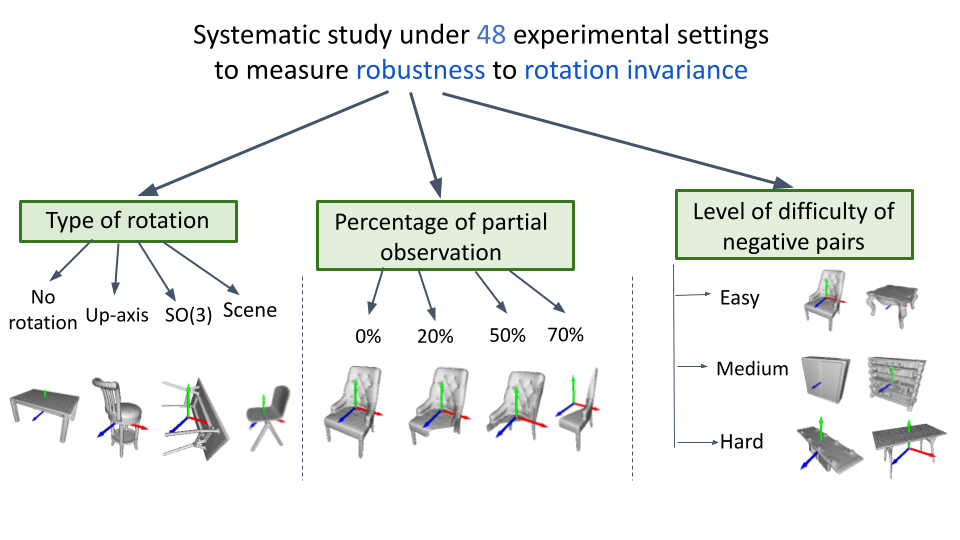 Systematic study under 48 experimental settings
to measure robustness to rotation invariance
Type of rotation
No
rotation
Up-axis
SO(3)
Scene
Percentage of partial
observation
0%
20%
50%
70%
Level of difficulty of
negative pairs
Easy
Medium
Hard